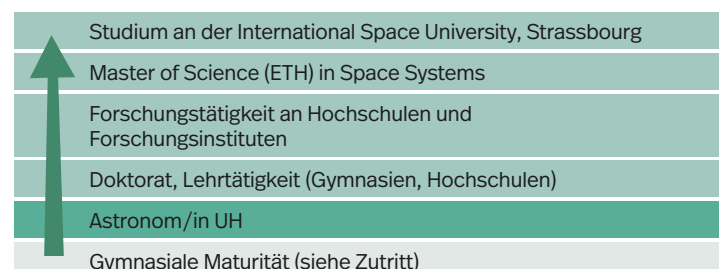 Studium an der International Space University, Strassbourg
Master of Science (ETH) in Space Systems
Forschungstätigkeit an Hochschulen und
Forschungsinstituten
Doktorat, Lehrtätigkeit (Gymnasien, Hochschulen)
Astronom/in UH
Gymnasiale Maturität (siehe Zutritt)